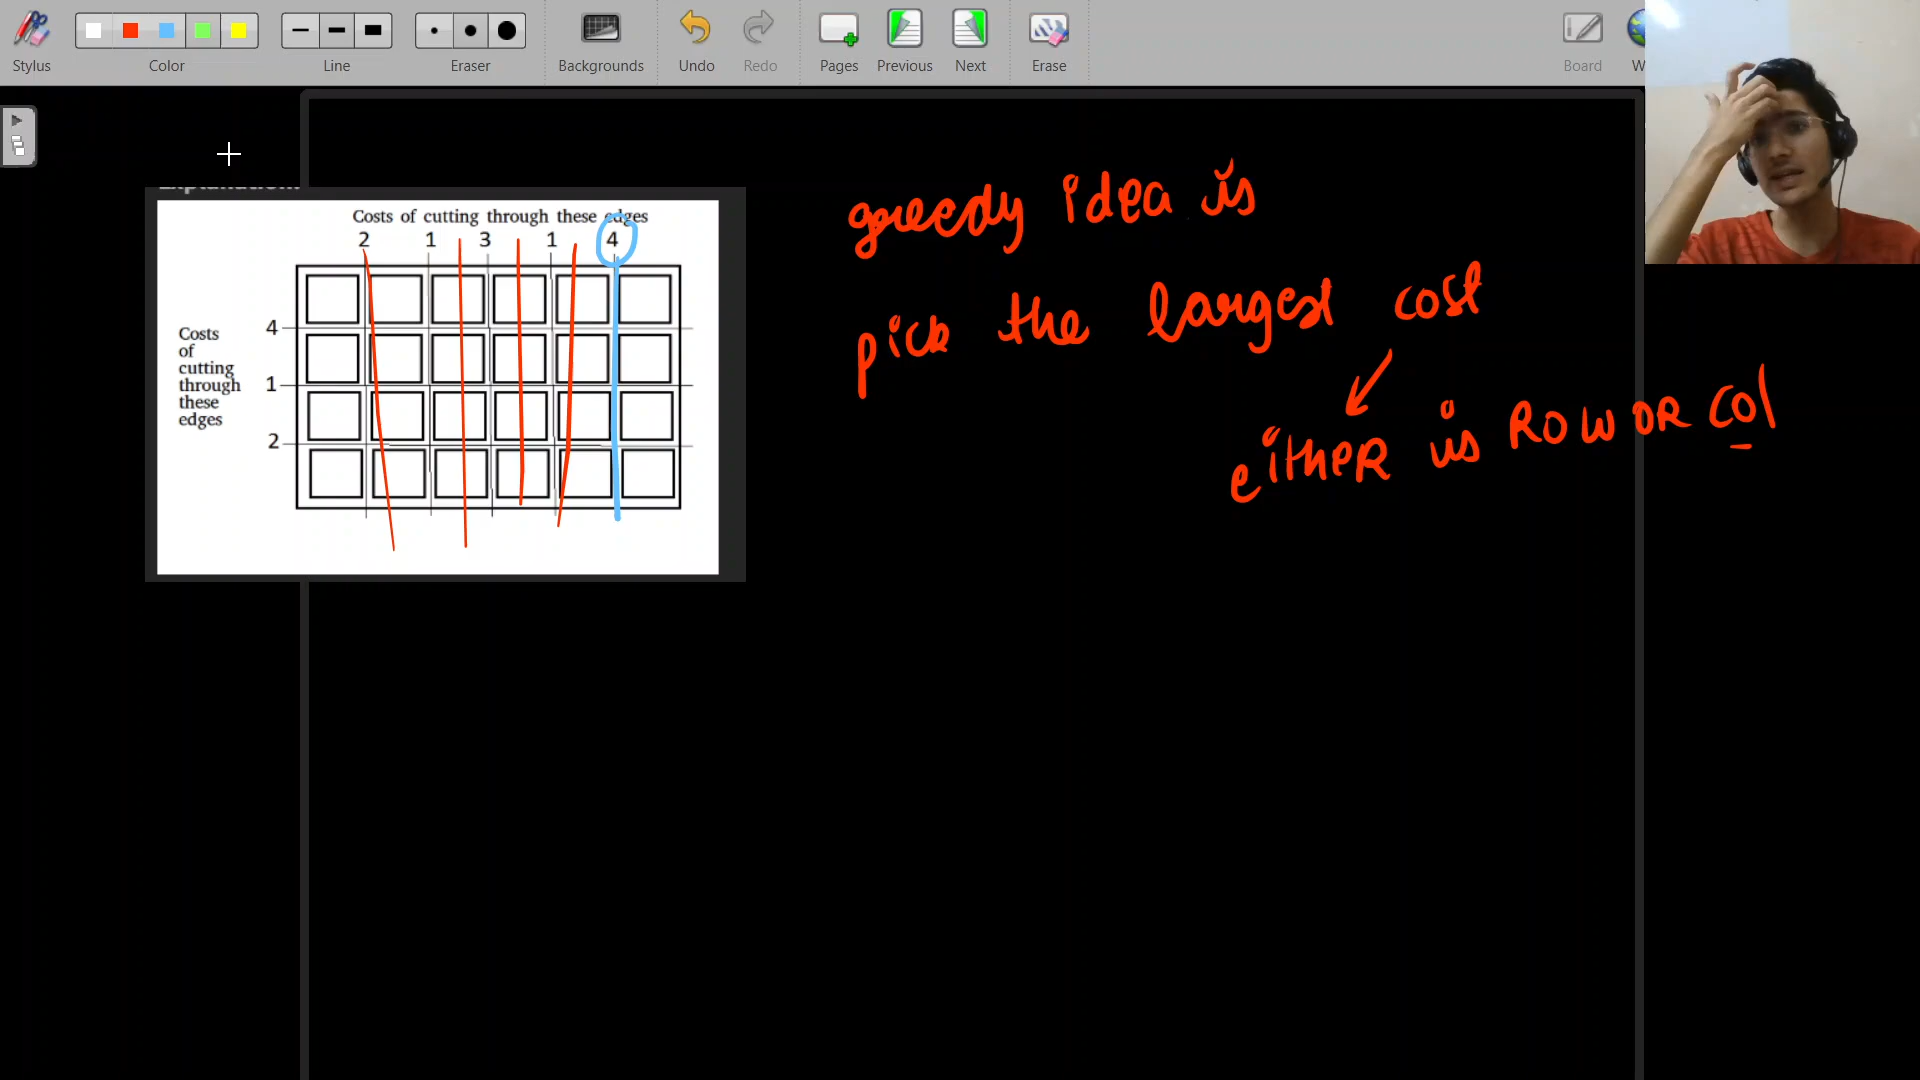 Stylus
Color
Line
Eraser
Backgrounds
Undo
Redo
Pages
Previous
Next
Erase
Board
W
Explanation:
Costs of cutting through these edges
2 1 3 1 4
Costs
of
cutting
through
these
edges
4
1
2
greedy idea is
pick the largest cost
either is ROW OR COl